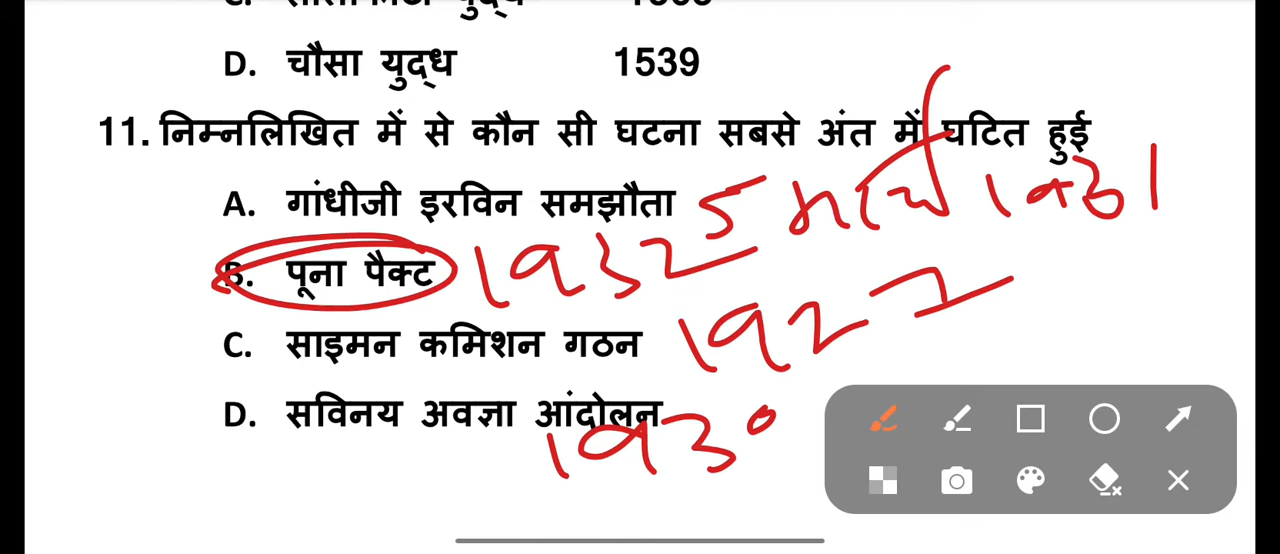 D. चौसा युद्ध 1539
11. निम्नलिखित में से कौन सी घटना सबसे अंत में घटित हुई
A. गांधीजी इरविन समझौता 5 मार्च 1931
B. पूना पैक्ट 1932
C. साइमन कमिशन गठन 1927
D. सविनय अवज्ञा आंदोलन 1930